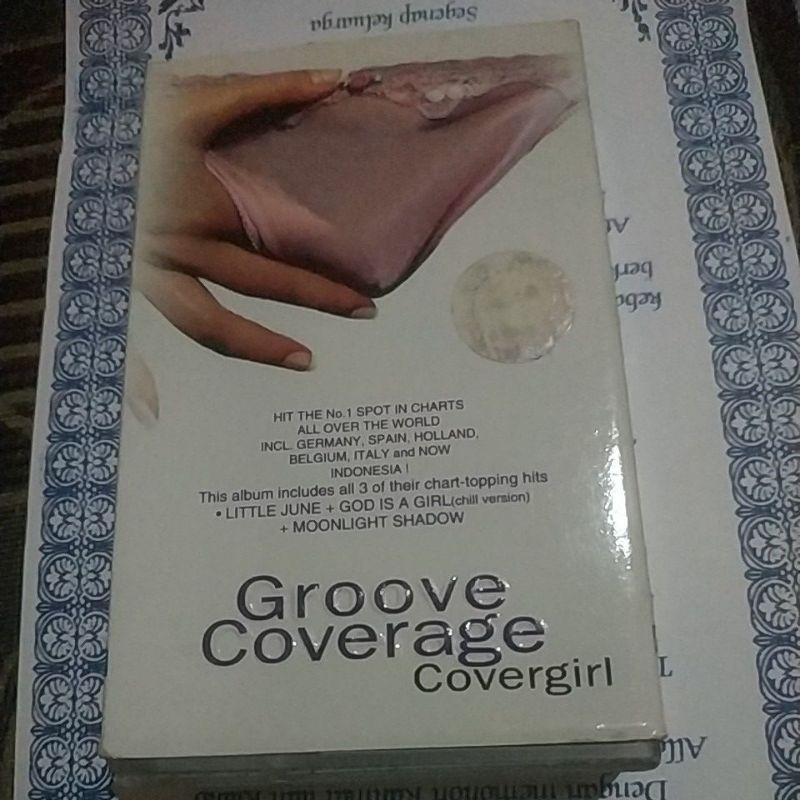 Segenap Keluarga
HIT THE No.1 SPOT IN CHARTS
ALL OVER THE WORLD
INCL. GERMANY, SPAIN, HOLLAND,
BELGIUM, ITALY and NOW
INDONESIA !
This album includes all 3 of their chart-topping hits
• LITTLE JUNE + GOD IS A GIRL(chill version)
+ MOONLIGHT SHADOW
Groove
Coverage
Covergirl
Dengan memohon